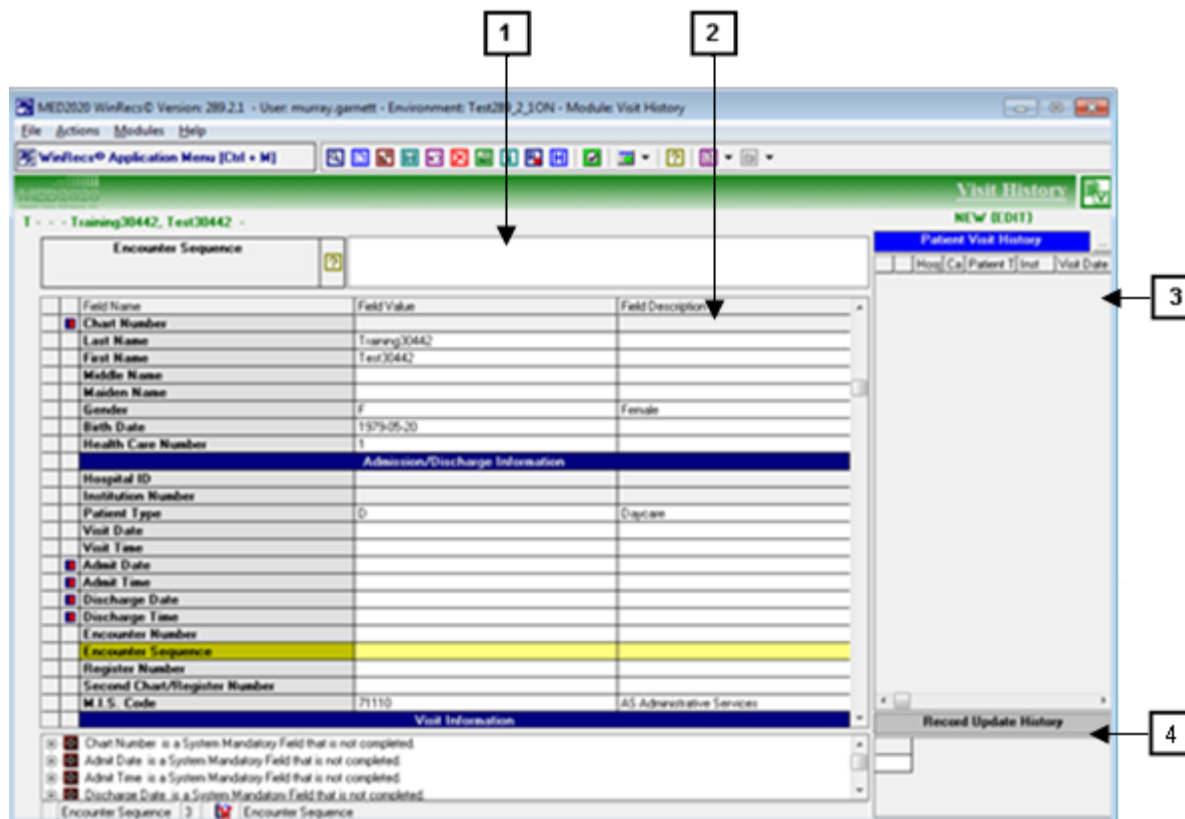 1
2
MED2020 WinRecs© Version: 289.2.1 - User: murray.garnett - Environment: Test289_2_1ON - Module: Visit History
File Actions Modules Help
WinRecs® Application Menu [Ctrl + M]
MED2020
Visit History
T - - - Training30442, Test30442 -
NEW (EDIT)
Encounter Sequence
Patient Visit History
Hosp Ca Patient T Inst Visit Date
3
Field Name Field Value Field Description
Chart Number
Last Name Training30442
First Name Test30442
Middle Name
Maiden Name
Gender F Female
Birth Date 1979-05-20
Health Care Number 1
Admission/Discharge Information
Hospital ID
Institution Number
Patient Type D Daycare
Visit Date
Visit Time
Admit Date
Admit Time
Discharge Date
Discharge Time
Encounter Number
Encounter Sequence
Register Number
Second Chart/Register Number
M.I.S. Code 71110 AS Administrative Services
Visit Information
Record Update History
4
Chart Number is a System Mandatory Field that is not completed.
Admit Date is a System Mandatory Field that is not completed.
Admit Time is a System Mandatory Field that is not completed.
Discharge Date is a System Mandatory Field that is not completed.
Encounter Sequence 3 Encounter Sequence